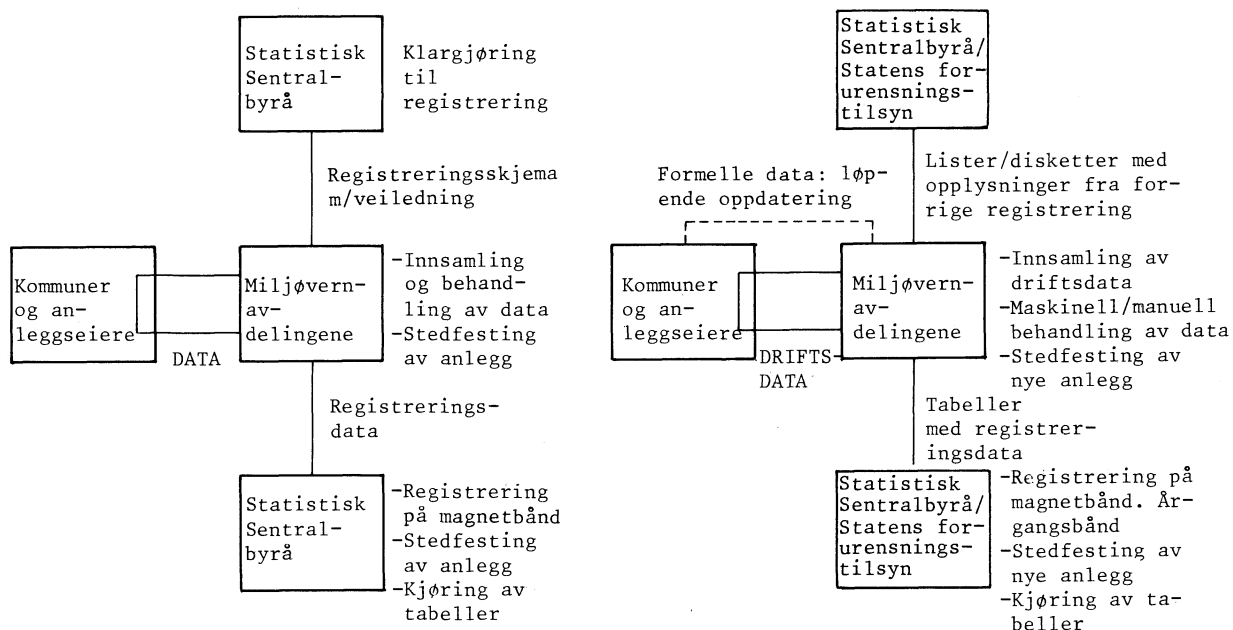 Statistisk
Sentral-
byrå
Klargjøring
til
registrering
Registreringsskjema
m/veiledning
Kommuner
og an-
leggseiere
DATA
Miljøvern-
av-
delingene
-Innsamling
og behand-
ling av data
-Stedfesting
av anlegg
Registrerings-
data
Statistisk
Sentral-
byrå
-Registrering
på magnetbånd
-Stedfesting
av anlegg
-Kjøring av
tabeller
Statistisk
Sentralbyrå/
Statens for-
urensnings-
tilsyn
Lister/disketter med
opplysninger fra for-
rige registrering
Formelle data: løp-
ende oppdatering
Kommuner
og an-
leggseiere
DRIFTS-
DATA
Miljøvern-
av-
delingene
-Innsamling av
driftsdata
-Maskinell/manuell
behandling av data
-Stedfesting av
nye anlegg
Tabeller
med registrer-
ingsdata
Statistisk
Sentralbyrå/
Statens for-
urensnings-
tilsyn
-Registrering på
magnetbånd. År-
gangsbånd
-Stedfesting av
nye anlegg
-Kjøring av ta-
beller